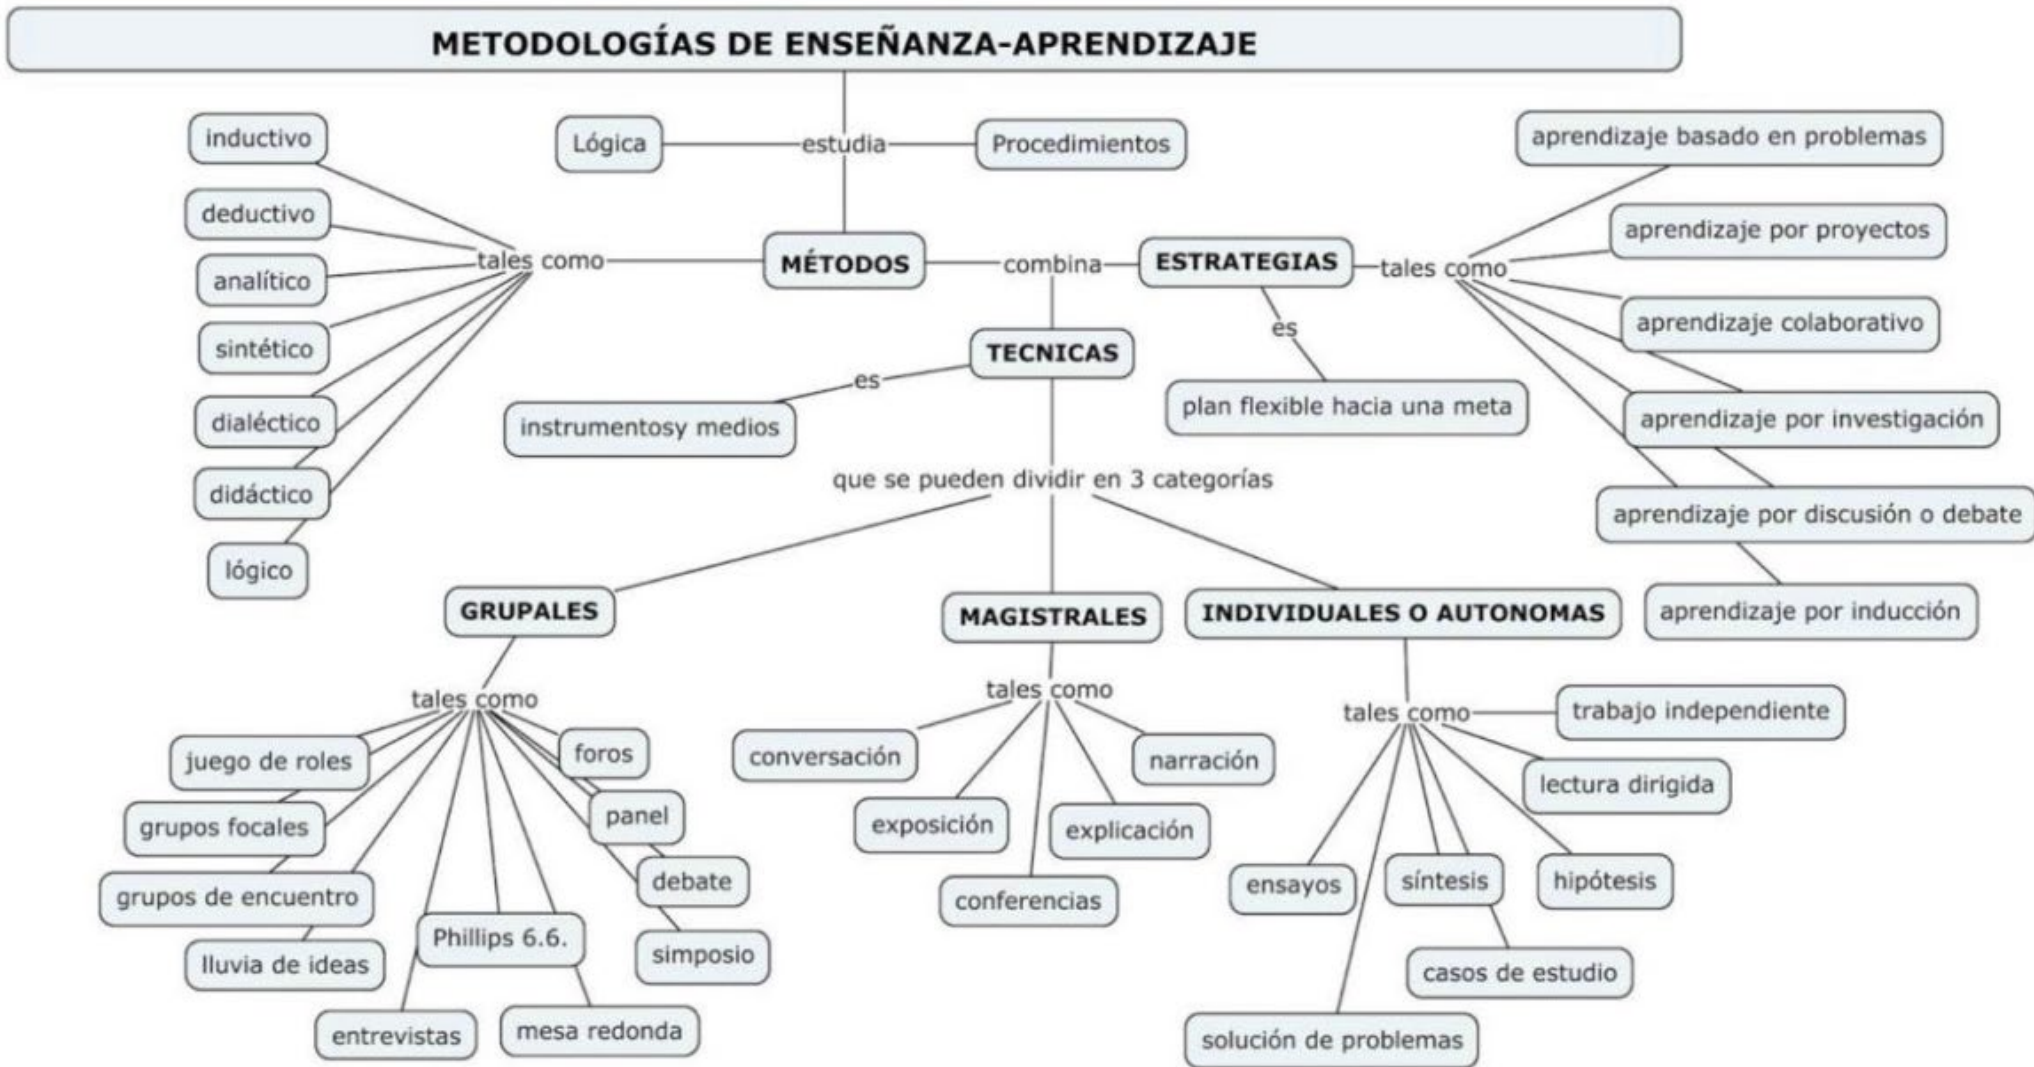 METODOLOGÍAS DE ENSEÑANZA-APRENDIZAJE
Lógica
estudia
Procedimientos
MÉTODOS
tales como
inductivo
deductivo
analítico
sintético
dialéctico
didáctico
lógico
combina
ESTRATEGIAS
es
plan flexible hacia una meta
tales como
aprendizaje basado en problemas
aprendizaje por proyectos
aprendizaje colaborativo
aprendizaje por investigación
aprendizaje por discusión o debate
aprendizaje por inducción
TECNICAS
es
instrumentosy medios
que se pueden dividir en 3 categorías
GRUPALES
tales como
juego de roles
grupos focales
grupos de encuentro
lluvia de ideas
entrevistas
Phillips 6.6.
mesa redonda
foros
panel
debate
simposio
MAGISTRALES
tales como
conversación
exposición
conferencias
explicación
narración
INDIVIDUALES O AUTONOMAS
tales como
trabajo independiente
lectura dirigida
hipótesis
síntesis
casos de estudio
ensayos
solución de problemas